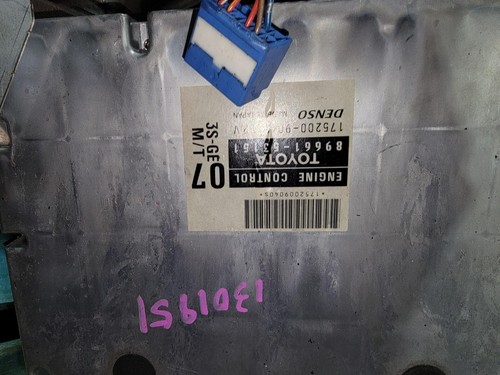 1301951
ENGINE CONTROL
TOYOTA
89661-53151
DENSO
07
3S-GE
M/T